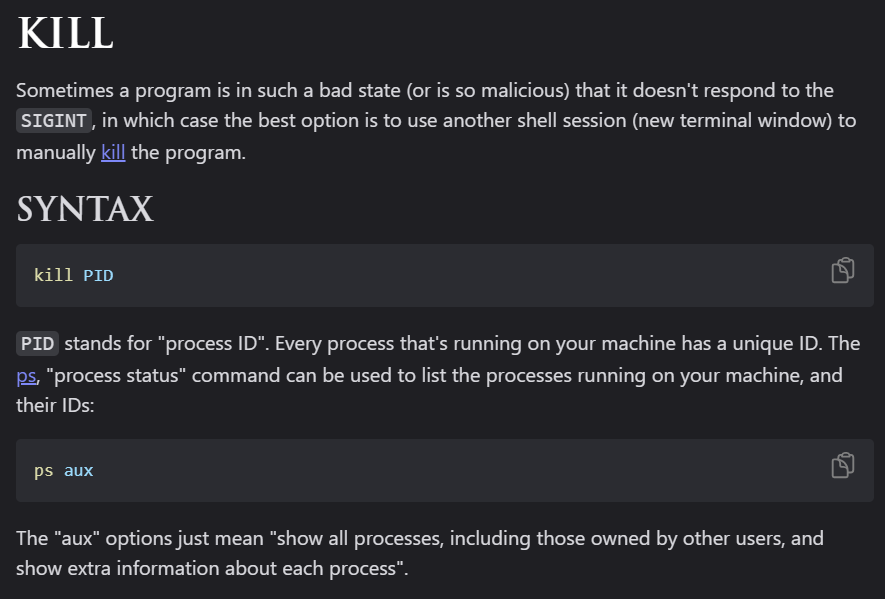 KILL
Sometimes a program is in such a bad state (or is so malicious) that it doesn't respond to the
SIGINT, in which case the best option is to use another shell session (new terminal window) to
manually kill the program.
SYNTAX
kill PID
PID stands for "process ID". Every process that's running on your machine has a unique ID. The
ps, "process status" command can be used to list the processes running on your machine, and
their IDs:
ps aux
The "aux" options just mean "show all processes, including those owned by other users, and
show extra information about each process".